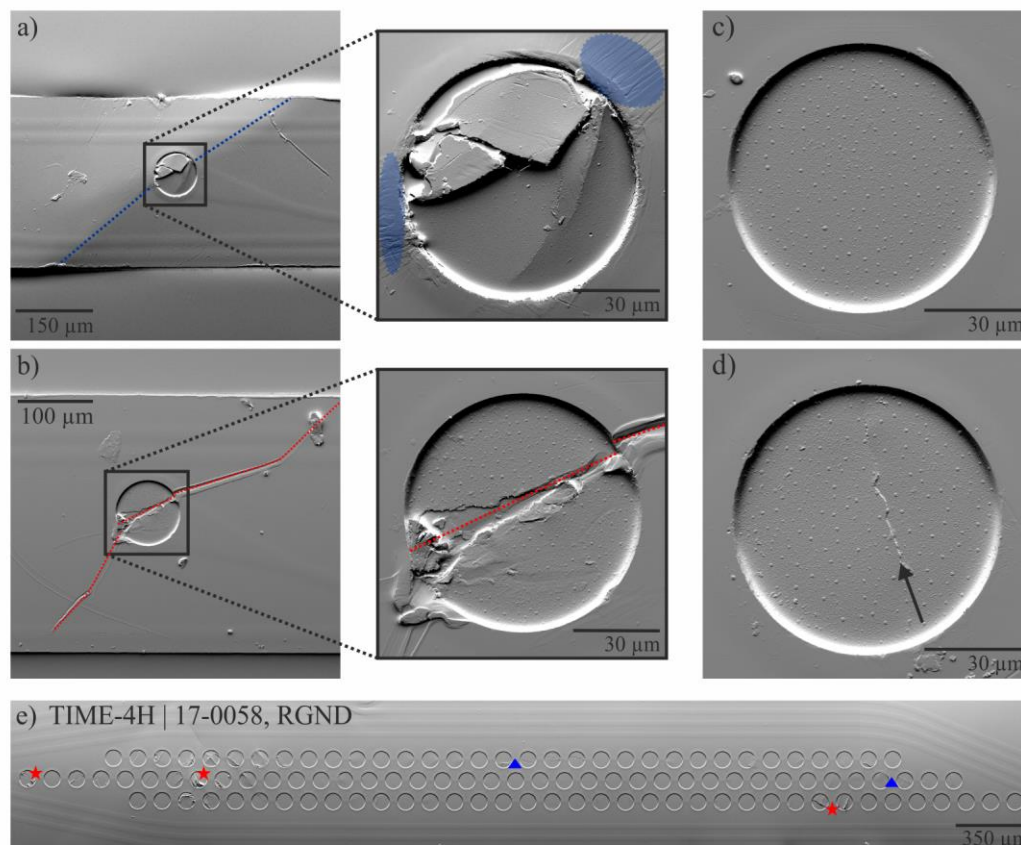 a)
150 µm
30 µm
c)
30 µm
b)
100 µm
30 µm
d)
30 µm
e) TIME-4H | 17-0058, RGND
350 µm